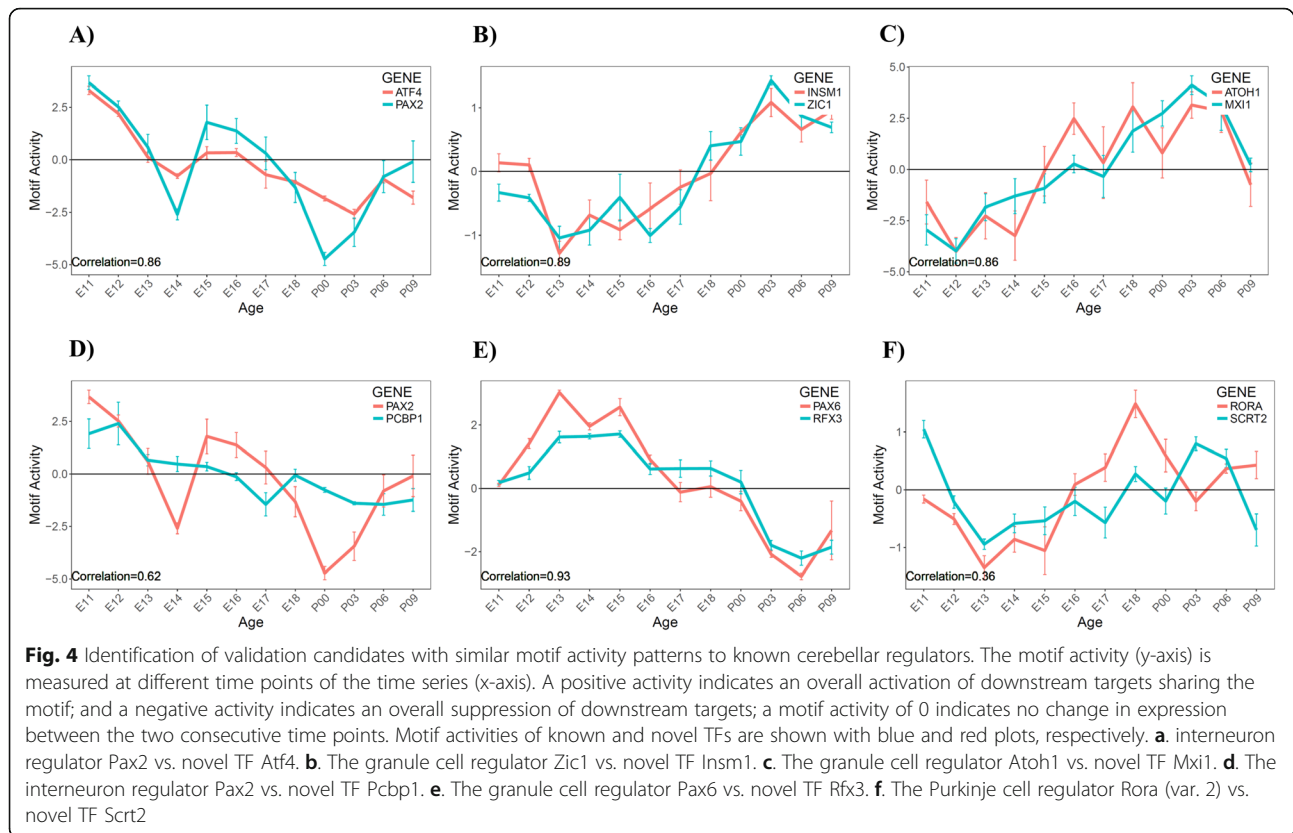 A)
GENE
ATF4
PAX2
Motif Activity
2.5
0.0
−2.5
−5.0
Correlation=0.86
E11 E12 E13 E14 E15 E16 E17 E18 P00 P03 P06 P09
Age
B)
GENE
INSM1
ZIC1
Motif Activity
1
0
−1
Correlation=0.89
E11 E12 E13 E14 E15 E16 E17 E18 P00 P03 P06 P09
Age
C)
GENE
ATOH1
MXI1
Motif Activity
5.0
2.5
0.0
−2.5
−5.0
Correlation=0.86
E11 E12 E13 E14 E15 E16 E17 E18 P00 P03 P06 P09
Age
D)
GENE
PAX2
PCBP1
Motif Activity
2.5
0.0
−2.5
−5.0
Correlation=0.62
E11 E12 E13 E14 E15 E16 E17 E18 P00 P03 P06 P09
Age
E)
GENE
PAX6
RFX3
Motif Activity
2
0
−2
Correlation=0.93
E11 E12 E13 E14 E15 E16 E17 E18 P00 P03 P06 P09
Age
F)
GENE
RORA
SCRT2
Motif Activity
1
0
−1
Correlation=0.36
E11 E12 E13 E14 E15 E16 E17 E18 P00 P03 P06 P09
Age
Fig. 4 Identification of validation candidates with similar motif activity patterns to known cerebellar regulators. The motif activity (y-axis) is
measured at different time points of the time series (x-axis). A positive activity indicates an overall activation of downstream targets sharing the
motif; and a negative activity indicates an overall suppression of downstream targets; a motif activity of 0 indicates no change in expression
between the two consecutive time points. Motif activities of known and novel TFs are shown with blue and red plots, respectively. a. interneuron
regulator Pax2 vs. novel TF Atf4. b. The granule cell regulator Zic1 vs. novel TF Insm1. c. The granule cell regulator Atoh1 vs. novel TF Mxi1. d. The
interneuron regulator Pax2 vs. novel TF Pcbp1. e. The granule cell regulator Pax6 vs. novel TF Rfx3. f. The Purkinje cell regulator Rora (var. 2) vs.
novel TF Scrt2